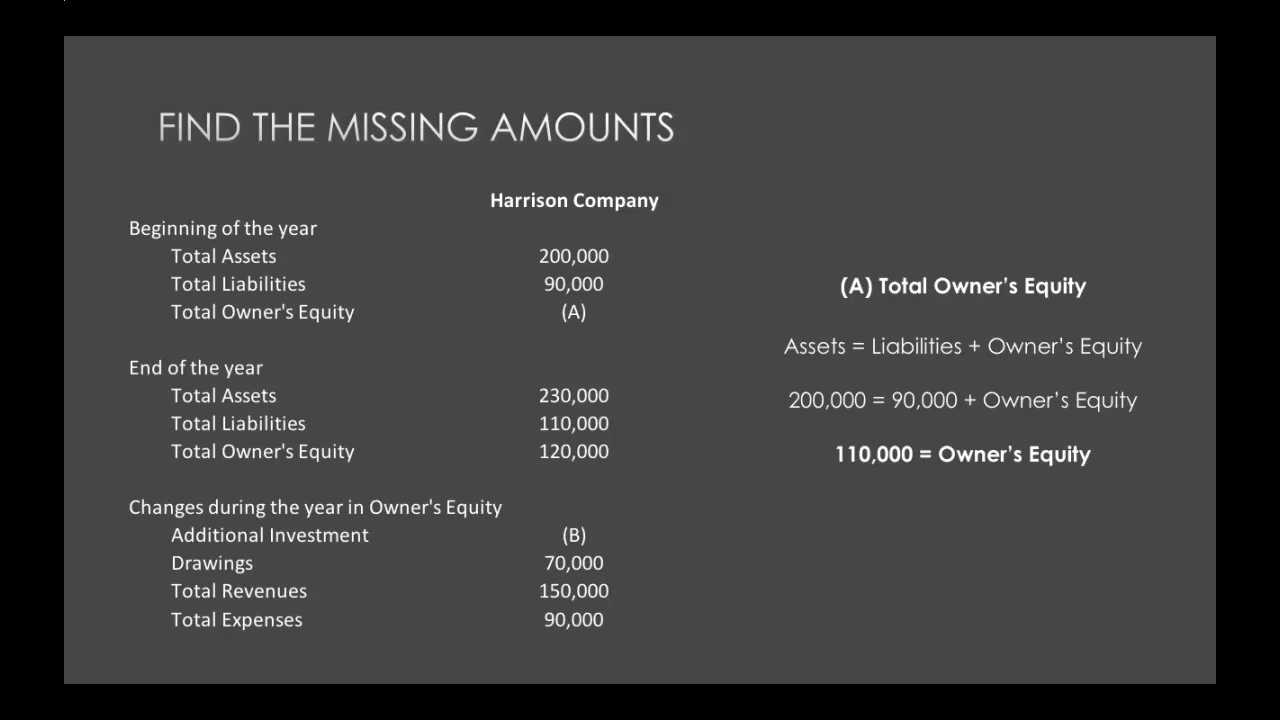 FIND THE MISSING AMOUNTS
Harrison Company
Beginning of the year
Total Assets 200,000
Total Liabilities 90,000
Total Owner's Equity (A)
End of the year
Total Assets 230,000
Total Liabilities 110,000
Total Owner's Equity 120,000
Changes during the year in Owner's Equity
Additional Investment (B)
Drawings 70,000
Total Revenues 150,000
Total Expenses 90,000
(A) Total Owner’s Equity
Assets = Liabilities + Owner’s Equity
200,000 = 90,000 + Owner’s Equity
110,000 = Owner’s Equity